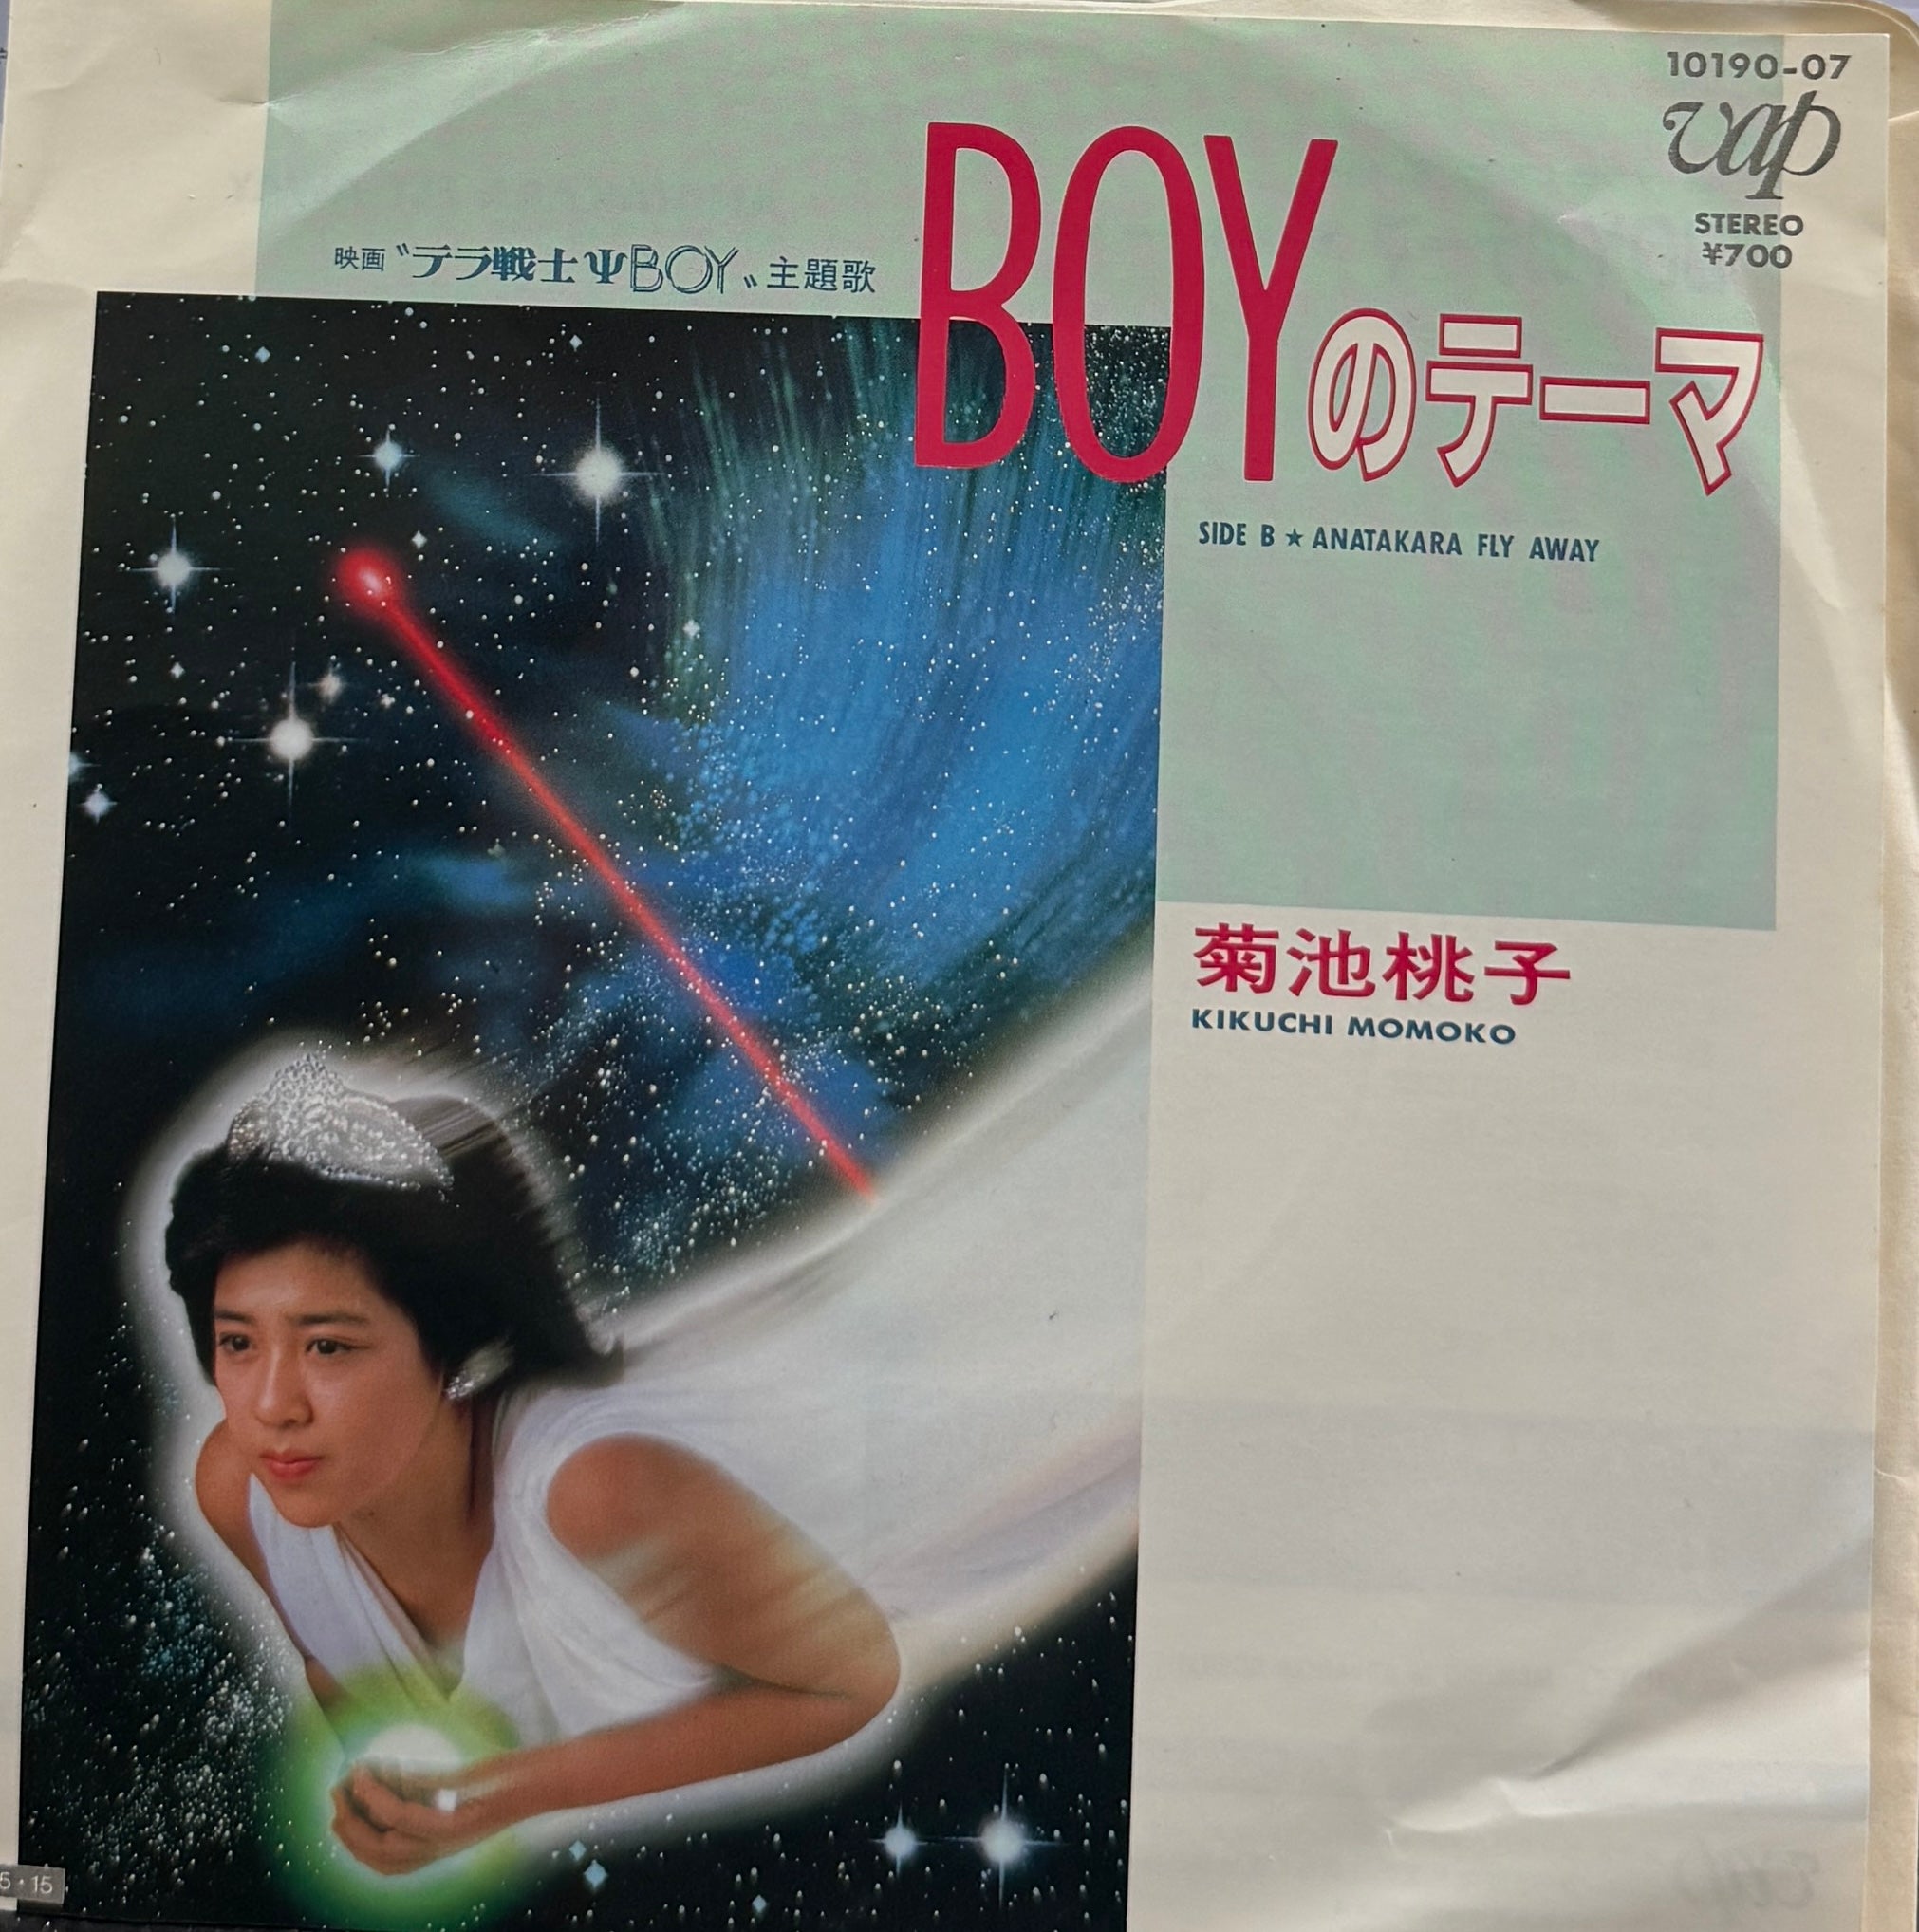 10190-07
vap
STEREO
¥700
映画〝テラ戦士ΨBOY〟主題歌
BOYのテーマ
SIDE B★ANATAKARA FLY AWAY
菊池桃子
KIKUCHI MOMOKO
5・15